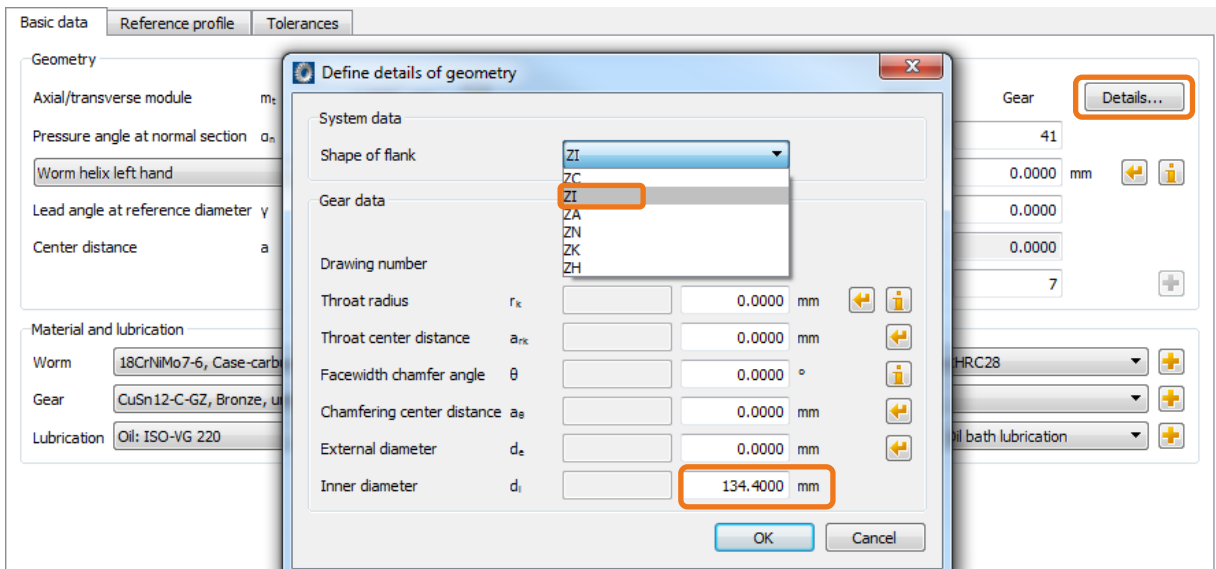 Basic data Reference profile Tolerances
Geometry
Define details of geometry
Axial/transverse module mₜ
Gear Details...
System data
Pressure angle at normal section αₙ
41
Shape of flank ZI
Worm helix left hand
0.0000 mm
ZC
ZI
ZA
ZN
ZK
ZH
Gear data
Lead angle at reference diameter γ
0.0000
Center distance a
0.0000
Drawing number
7
Throat radius rₖ 0.0000 mm
Material and lubrication
Throat center distance aᵣₖ 0.0000 mm
Worm 18CrNiMo7-6, Case-carb
HRC28
Facewidth chamfer angle θ 0.0000 °
Gear CuSn12-C-GZ, Bronze, u
Chamfering center distance aθ 0.0000 mm
Lubrication Oil: ISO-VG 220
il bath lubrication
External diameter dₑ 0.0000 mm
Inner diameter dᵢ 134.4000 mm
OK Cancel